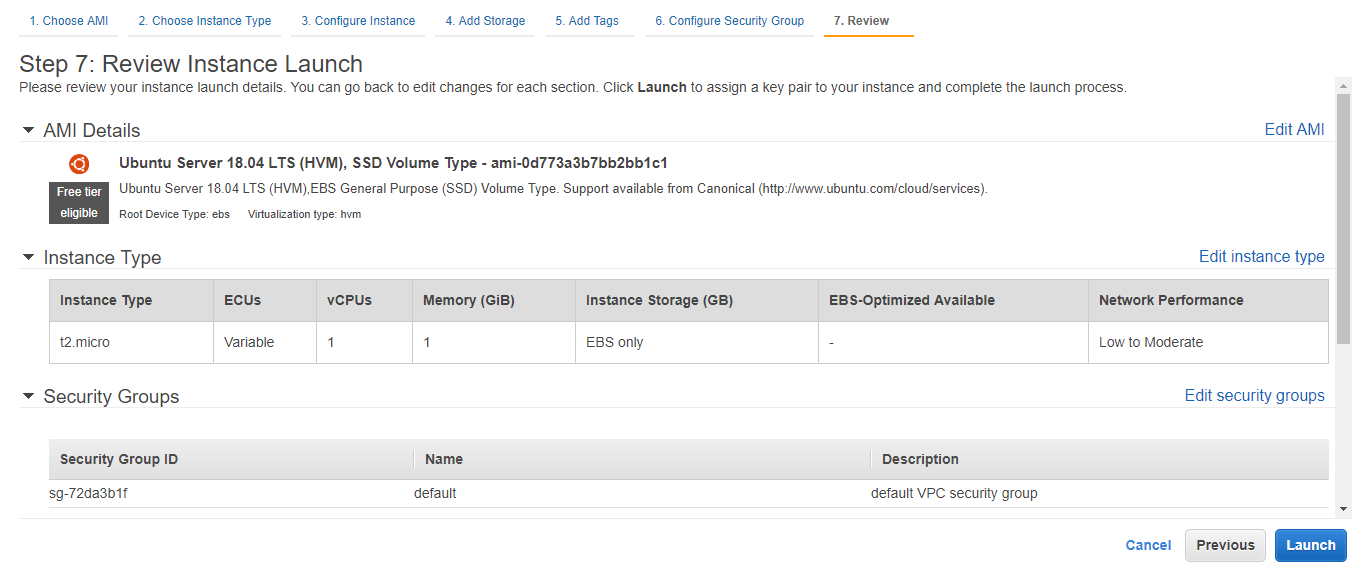 1. Choose AMI 2. Choose Instance Type 3. Configure Instance 4. Add Storage 5. Add Tags 6. Configure Security Group 7. Review
Step 7: Review Instance Launch
Please review your instance launch details. You can go back to edit changes for each section. Click Launch to assign a key pair to your instance and complete the launch process.
AMI Details Edit AMI
Ubuntu Server 18.04 LTS (HVM), SSD Volume Type - ami-0d773a3b7bb2bb1c1
Free tier eligible
Ubuntu Server 18.04 LTS (HVM),EBS General Purpose (SSD) Volume Type. Support available from Canonical (http://www.ubuntu.com/cloud/services).
Root Device Type: ebs Virtualization type: hvm
Instance Type Edit instance type
Instance Type ECUs vCPUs Memory (GiB) Instance Storage (GB) EBS-Optimized Available Network Performance
t2.micro Variable 1 1 EBS only - Low to Moderate
Security Groups Edit security groups
Security Group ID Name Description
sg-72da3b1f default default VPC security group
Cancel Previous Launch